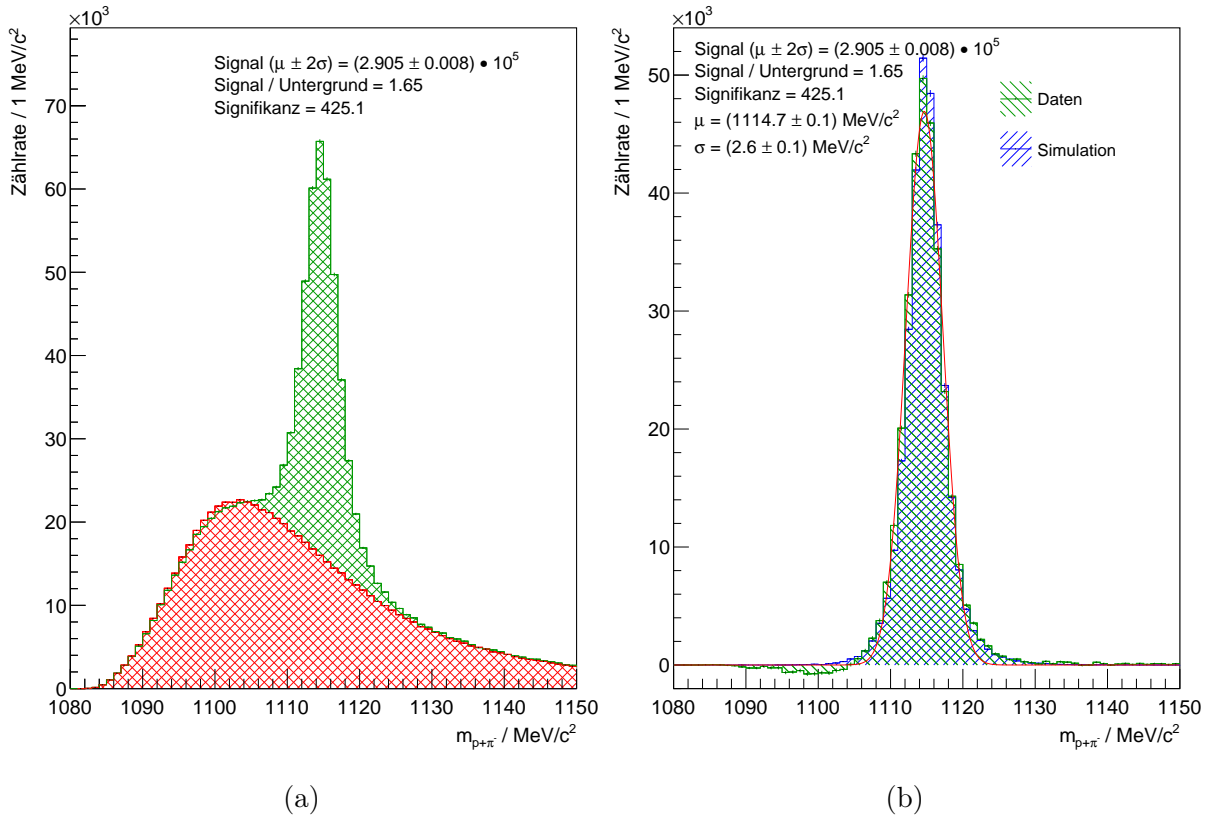 ×10³
Zählrate / 1 MeV/c²
Signal (μ ± 2σ) = (2.905 ± 0.008) • 10⁵
Signal / Untergrund = 1.65
Signifikanz = 425.1
70
60
50
40
30
20
10
0
1080 1090 1100 1110 1120 1130 1140 1150
m_{p+π⁻} / MeV/c²
(a)
×10³
Zählrate / 1 MeV/c²
Signal (μ ± 2σ) = (2.905 ± 0.008) • 10⁵
Signal / Untergrund = 1.65
Signifikanz = 425.1
μ = (1114.7 ± 0.1) MeV/c²
σ = (2.6 ± 0.1) MeV/c²
Daten
Simulation
50
40
30
20
10
0
1080 1090 1100 1110 1120 1130 1140 1150
m_{p+π⁻} / MeV/c²
(b)